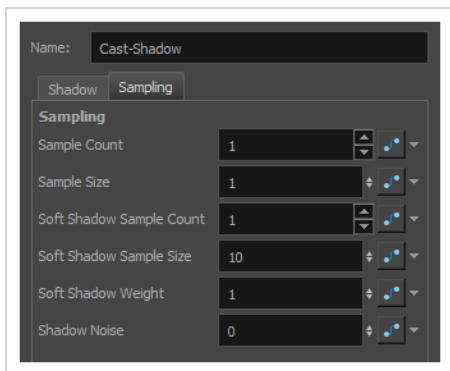 Name: Cast-Shadow
Shadow Sampling
Sampling
Sample Count 1
Sample Size 1
Soft Shadow Sample Count 1
Soft Shadow Sample Size 10
Soft Shadow Weight 1
Shadow Noise 0